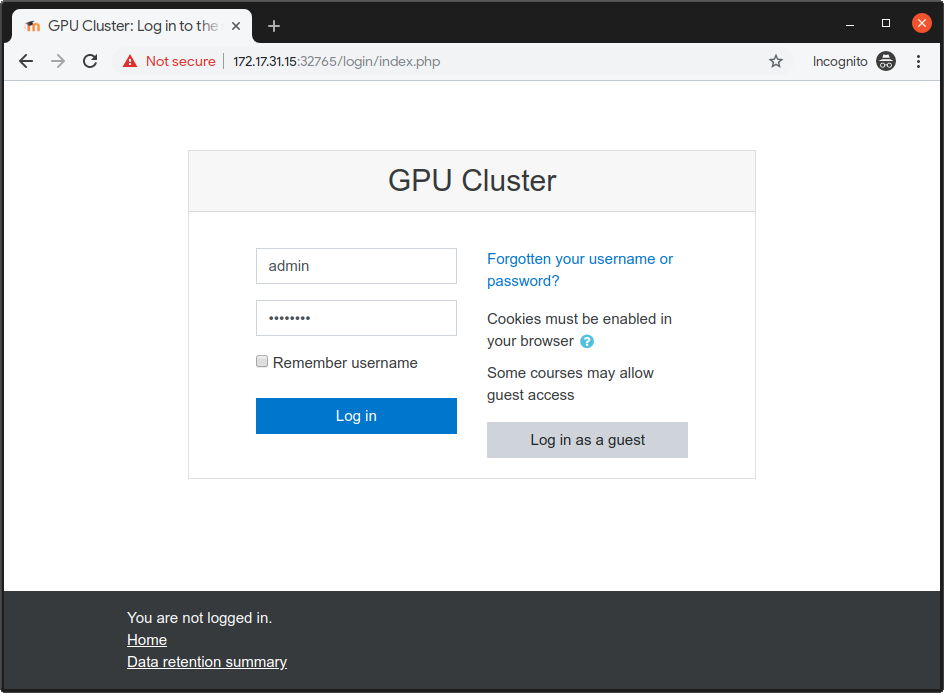 GPU Cluster: Log in to the
Not secure 172.17.31.15:32765/login/index.php Incognito
GPU Cluster
admin
••••••••
Remember username
Log in
Forgotten your username or
password?
Cookies must be enabled in
your browser
Some courses may allow
guest access
Log in as a guest
You are not logged in.
Home
Data retention summary